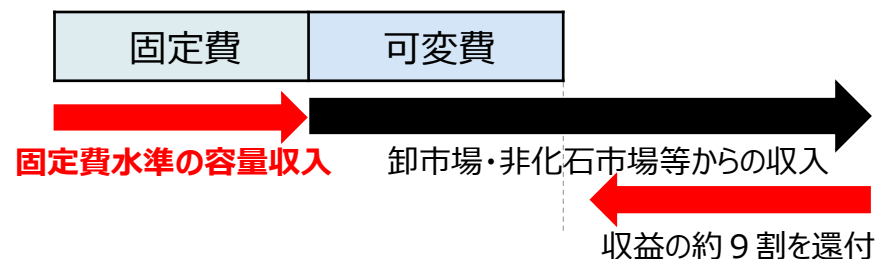 固定費
可変費
固定費水準の容量収入
卸市場・非化石市場等からの収入
収益の約９割を還付